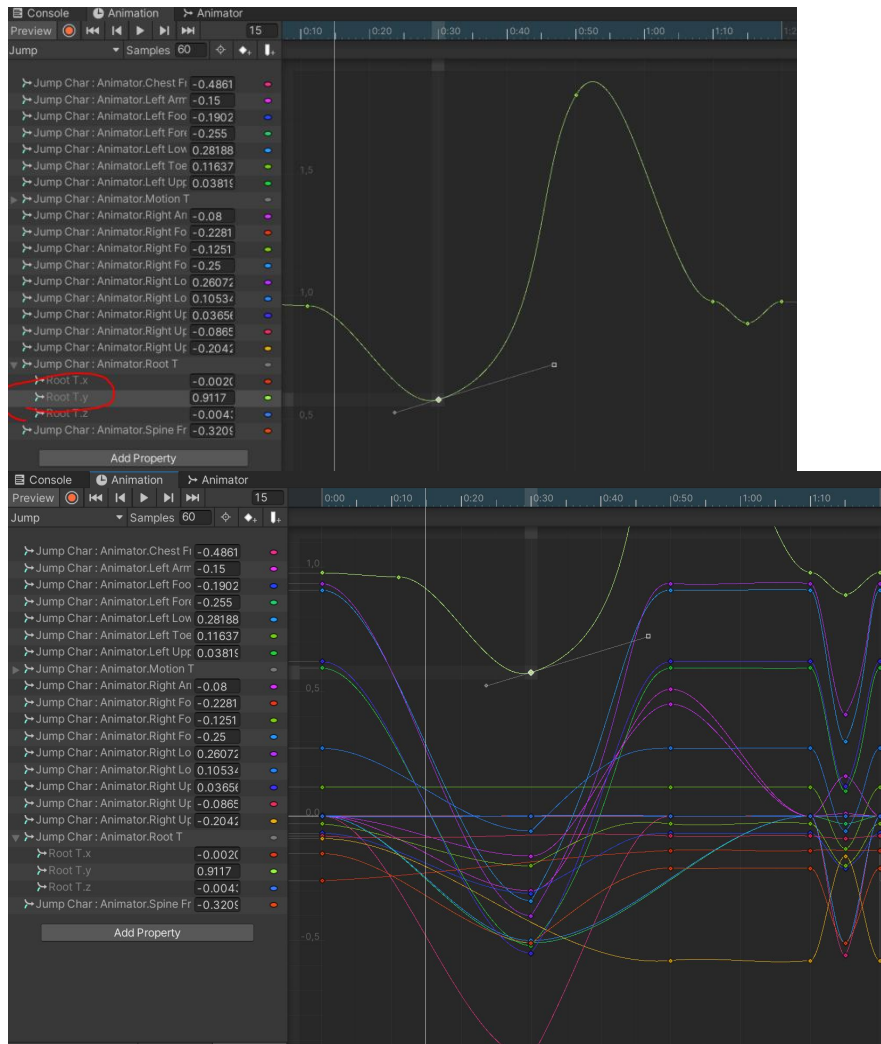 Console Animation Animator
Preview 15 0:10 0:20 0:30 0:40 0:50 1:00 1:10
Jump Samples 60
Jump Char : Animator.Chest Fr -0.4861
Jump Char : Animator.Left Arm -0.15
Jump Char : Animator.Left Foo -0.1902
Jump Char : Animator.Left Fore -0.255
Jump Char : Animator.Left Low 0.28188
Jump Char : Animator.Left Toe 0.11637
Jump Char : Animator.Left Upp 0.03819
Jump Char : Animator.Motion T
Jump Char : Animator.Right An -0.08
Jump Char : Animator.Right Fo -0.2281
Jump Char : Animator.Right Fo -0.1251
Jump Char : Animator.Right Fo -0.25
Jump Char : Animator.Right Lo 0.26072
Jump Char : Animator.Right Lo 0.10534
Jump Char : Animator.Right Up 0.03656
Jump Char : Animator.Right Up -0.0865
Jump Char : Animator.Right Up -0.2042
Jump Char : Animator.Root T
Root T.x -0.0020
Root T.y 0.9117
Root T.z -0.004
Jump Char : Animator.Spine Fr -0.3209
Add Property
1,5
1,0
0,5
Console Animation Animator
Preview 15 0:00 0:10 0:20 0:30 0:40 0:50 1:00 1:10
Jump Samples 60
Jump Char : Animator.Chest Fr -0.4861
Jump Char : Animator.Left Arm -0.15
Jump Char : Animator.Left Foo -0.1902
Jump Char : Animator.Left Fore -0.255
Jump Char : Animator.Left Low 0.28188
Jump Char : Animator.Left Toe 0.11637
Jump Char : Animator.Left Upp 0.03819
Jump Char : Animator.Motion T
Jump Char : Animator.Right An -0.08
Jump Char : Animator.Right Fo -0.2281
Jump Char : Animator.Right Fo -0.1251
Jump Char : Animator.Right Fo -0.25
Jump Char : Animator.Right Lo 0.26072
Jump Char : Animator.Right Lo 0.10534
Jump Char : Animator.Right Up 0.03656
Jump Char : Animator.Right Up -0.0865
Jump Char : Animator.Right Up -0.2042
Jump Char : Animator.Root T
Root T.x -0.0020
Root T.y 0.9117
Root T.z -0.004
Jump Char : Animator.Spine Fr -0.3209
Add Property
1,0
0,5
0,0
-0,5